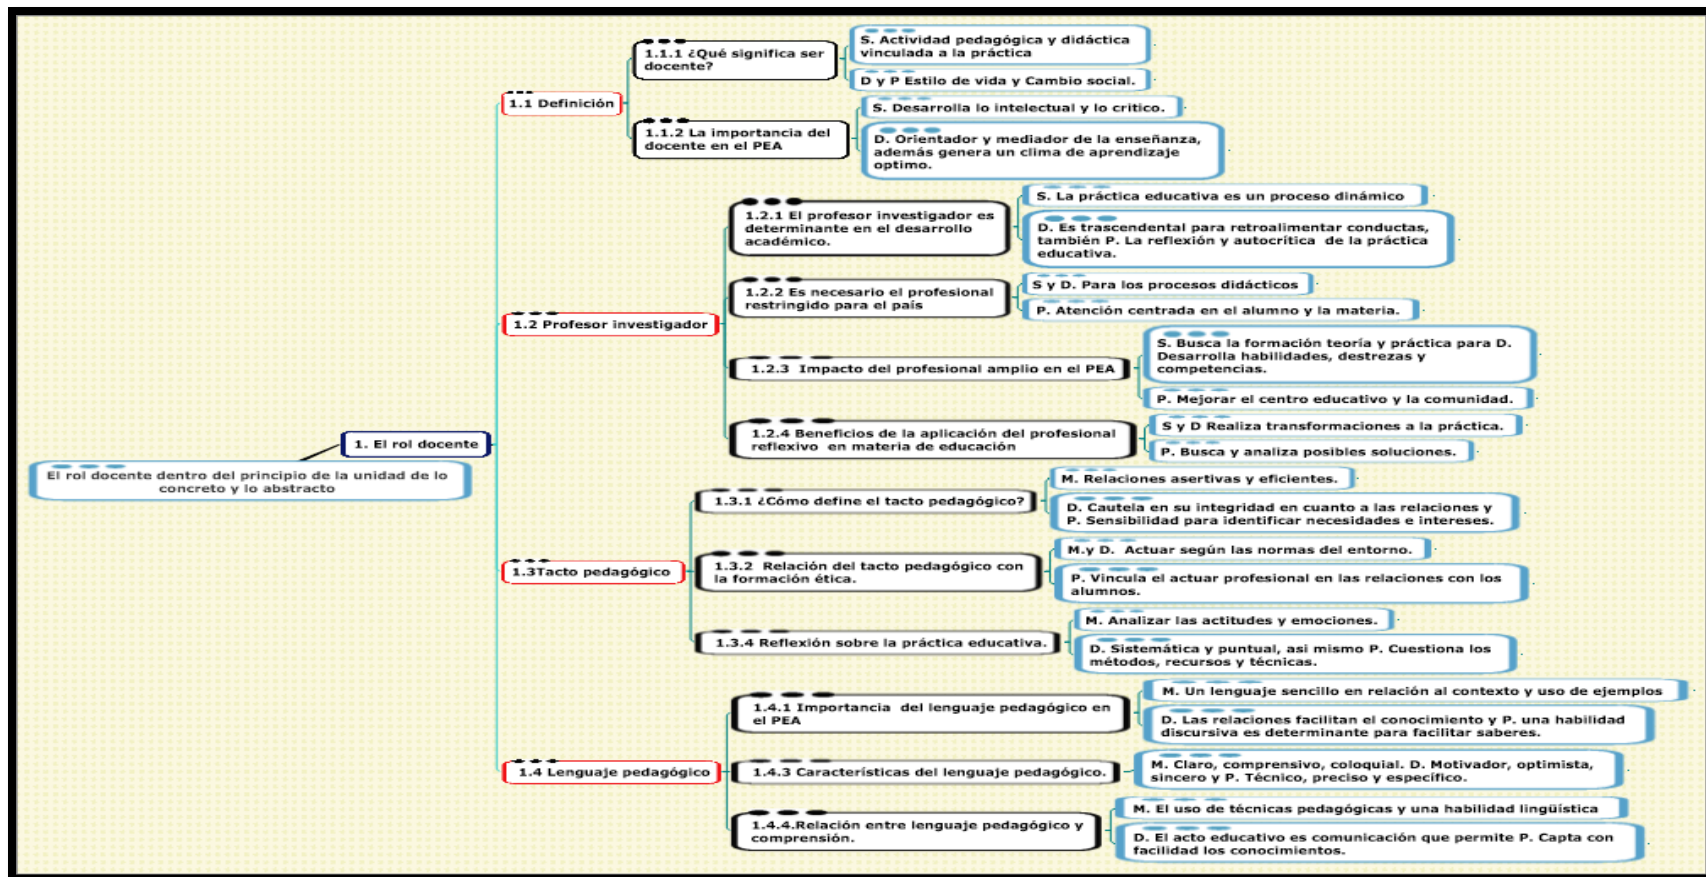 El rol docente dentro del principio de la unidad de lo
concreto y lo abstracto
1. El rol docente
1.1 Definición
1.1.1 ¿Qué significa ser
docente?
S. Actividad pedagógica y didáctica
vinculada a la práctica
D y P Estilo de vida y Cambio social.
1.1.2 La importancia del
docente en el PEA
S. Desarrolla lo intelectual y lo critico.
D. Orientador y mediador de la enseñanza,
además genera un clima de aprendizaje
optimo.
1.2 Profesor investigador
1.2.1 El profesor investigador es
determinante en el desarrollo
académico.
S. La práctica educativa es un proceso dinámico
D. Es trascendental para retroalimentar conductas,
también P. La reflexión y autocrítica de la práctica
educativa.
1.2.2 Es necesario el profesional
restringido para el país
S y D. Para los procesos didácticos
P. Atención centrada en el alumno y la materia.
1.2.3 Impacto del profesional amplio en el PEA
S. Busca la formación teoría y práctica para D.
Desarrolla habilidades, destrezas y
competencias.
P. Mejorar el centro educativo y la comunidad.
1.2.4 Beneficios de la aplicación del profesional
reflexivo en materia de educación
S y D Realiza transformaciones a la práctica.
P. Busca y analiza posibles soluciones.
1.3Tacto pedagógico
1.3.1 ¿Cómo define el tacto pedagógico?
M. Relaciones asertivas y eficientes.
D. Cautela en su integridad en cuanto a las relaciones y
P. Sensibilidad para identificar necesidades e intereses.
1.3.2 Relación del tacto pedagógico con
la formación ética.
M.y D. Actuar según las normas del entorno.
P. Vincula el actuar profesional en las relaciones con los
alumnos.
1.3.4 Reflexión sobre la práctica educativa.
M. Analizar las actitudes y emociones.
D. Sistemática y puntual, asi mismo P. Cuestiona los
métodos, recursos y técnicas.
1.4 Lenguaje pedagógico
1.4.1 Importancia del lenguaje pedagógico en
el PEA
M. Un lenguaje sencillo en relación al contexto y uso de ejemplos
D. Las relaciones facilitan el conocimiento y P. una habilidad
discursiva es determinante para facilitar saberes.
1.4.3 Características del lenguaje pedagógico.
M. Claro, comprensivo, coloquial. D. Motivador, optimista,
sincero y P. Técnico, preciso y específico.
1.4.4.Relación entre lenguaje pedagógico y
comprensión.
M. El uso de técnicas pedagógicas y una habilidad lingüística
D. El acto educativo es comunicación que permite P. Capta con
facilidad los conocimientos.